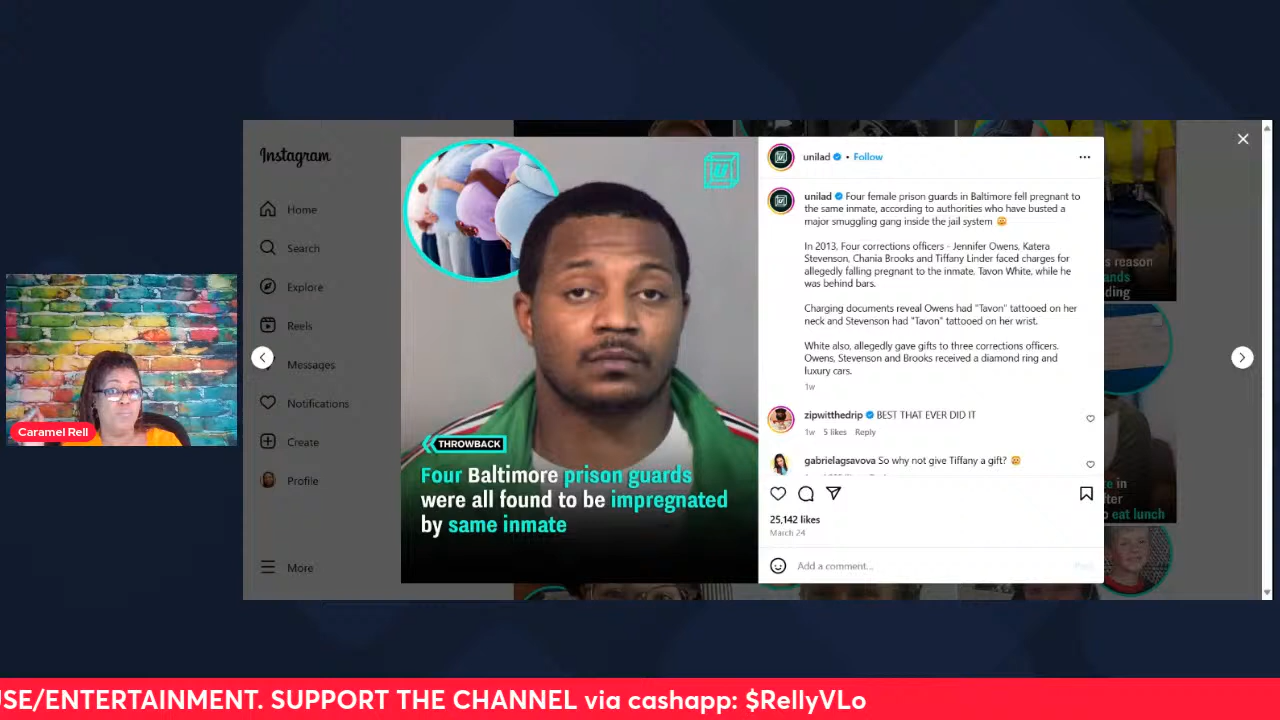 Instagram
Home
Search
Explore
Reels
Messages
Notifications
Create
Profile
More
Caramel Rell
THROWBACK
Four Baltimore prison guards
were all found to be impregnated
by same inmate
unilad • Follow
unilad Four female prison guards in Baltimore fell pregnant to
the same inmate, according to authorities who have busted a
major smuggling gang inside the jail system
In 2013, Four corrections officers - Jennifer Owens, Katera
Stevenson, Chania Brooks and Tiffany Linder faced charges for
allegedly falling pregnant to the inmate, Tavon White, while he
was behind bars.
Charging documents reveal Owens had "Tavon" tattooed on her
neck and Stevenson had "Tavon" tattooed on her wrist.
White also, allegedly gave gifts to three corrections officers.
Owens, Stevenson and Brooks received a diamond ring and
luxury cars.
1w
zipwitthedrip BEST THAT EVER DID IT
1w 5 likes Reply
gabrielagsavova So why not give Tiffany a gift?
25,142 likes
March 24
Add a comment...
s reason
ands
ding
te in
fter
o eat lunch
USE/ENTERTAINMENT. SUPPORT THE CHANNEL via cashapp: $RellyVLo